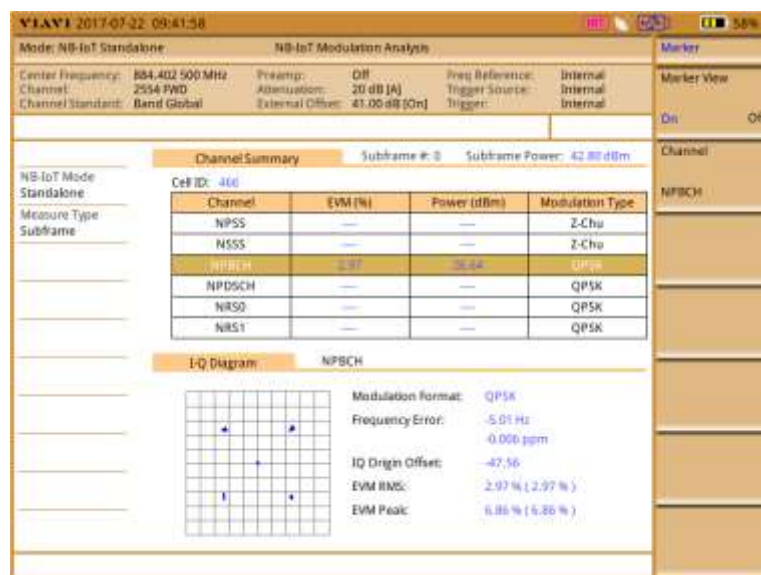 VIAVI 2017-07-22 09:41:58 INT 58%
Mode: NB-IoT Standalone NB-IoT Modulation Analysis Marker
Center Frequency: 884.402 500 MHz Preamp: Off Freq Reference: Internal
Channel: 2554 FWD Attenuation: 20 dB [A] Trigger Source: Internal
Channel Standard: Band Global External Offset: 41.00 dB [On] Trigger: Internal
Marker View
On Of
Channel Summary Subframe #: 0 Subframe Power: 42.80 dBm
Channel
NPBCH
NB-IoT Mode
Standalone
Measure Type
Subframe
Cell ID: 466
Channel EVM (%) Power (dBm) Modulation Type
NPSS ---- ---- Z-Chu
NSSS ---- ---- Z-Chu
NPBCH 2.97 26.64 QPSK
NPDSCH ---- ---- QPSK
NRS0 ---- ---- QPSK
NRS1 ---- ---- QPSK
I-Q Diagram NPBCH
Modulation Format: QPSK
Frequency Error: -5.01 Hz
-0.006 ppm
IQ Origin Offset: -47.56
EVM RMS: 2.97 % ( 2.97 % )
EVM Peak: 6.86 % ( 6.86 % )